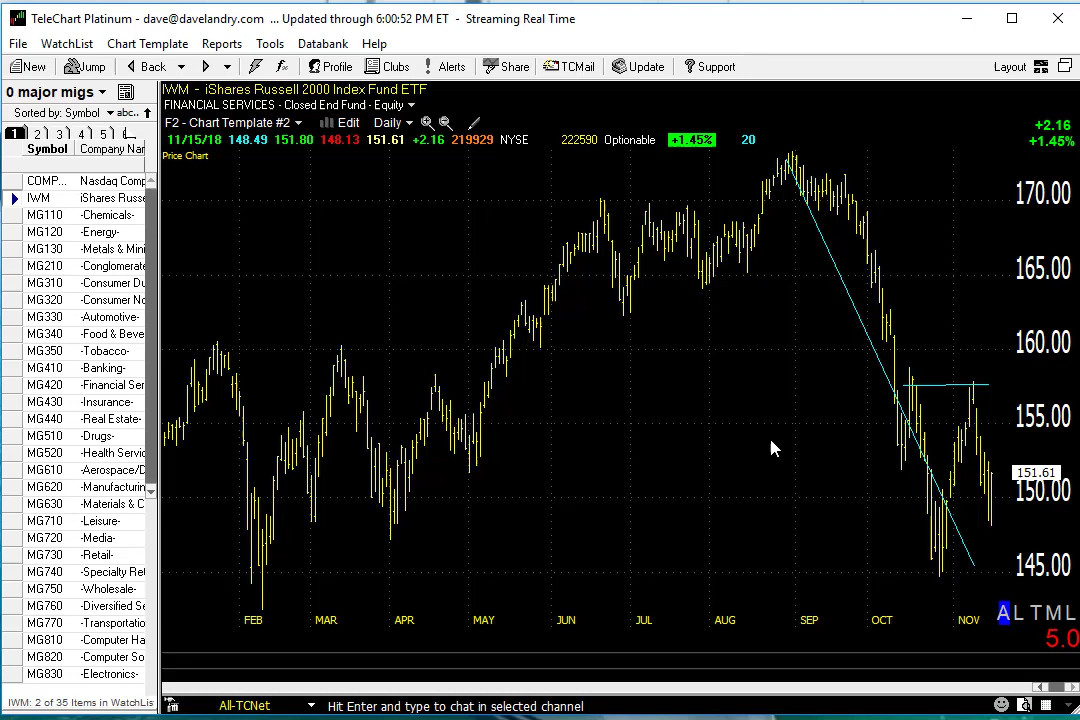 TeleChart Platinum - dave@davelandry.com ... Updated through 6:00:52 PM ET - Streaming Real Time
File WatchList Chart Template Reports Tools Databank Help
New Jump Back Profile Clubs Alerts Share TCMail Update Support Layout
0 major migs
IWM - iShares Russell 2000 Index Fund ETF
FINANCIAL SERVICES - Closed End Fund - Equity
Sorted by: Symbol abc..
F2 - Chart Template #2 Edit Daily
1 2 3 4 5
11/15/18 148.49 151.80 148.13 151.61 +2.16 219929 NYSE 222590 Optionable +1.45% 20
+2.16
+1.45%
Symbol Company Nar
Price Chart
COMP... Nasdaq Comp
IWM iShares Russe
MG110 -Chemicals-
MG120 -Energy-
MG130 -Metals & Mini
MG210 -Conglomerate
MG310 -Consumer Du
MG320 -Consumer No
MG330 -Automotive-
MG340 -Food & Beve
MG350 -Tobacco-
MG410 -Banking-
MG420 -Financial Ser
MG430 -Insurance-
MG440 -Real Estate-
MG510 -Drugs-
MG520 -Health Servic
MG610 -Aerospace/D
MG620 -Manufacturin
MG630 -Materials & C
MG710 -Leisure-
MG720 -Media-
MG730 -Retail-
MG740 -Specialty Ret
MG750 -Wholesale-
MG760 -Diversified Se
MG770 -Transportatio
MG810 -Computer Ha
MG820 -Computer So
MG830 -Electronics-
170.00
165.00
160.00
155.00
151.61
150.00
145.00
FEB MAR APR MAY JUN JUL AUG SEP OCT NOV
A L T M L
5.0
IWM: 2 of 35 Items in WatchLis
All-TCNet Hit Enter and type to chat in selected channel